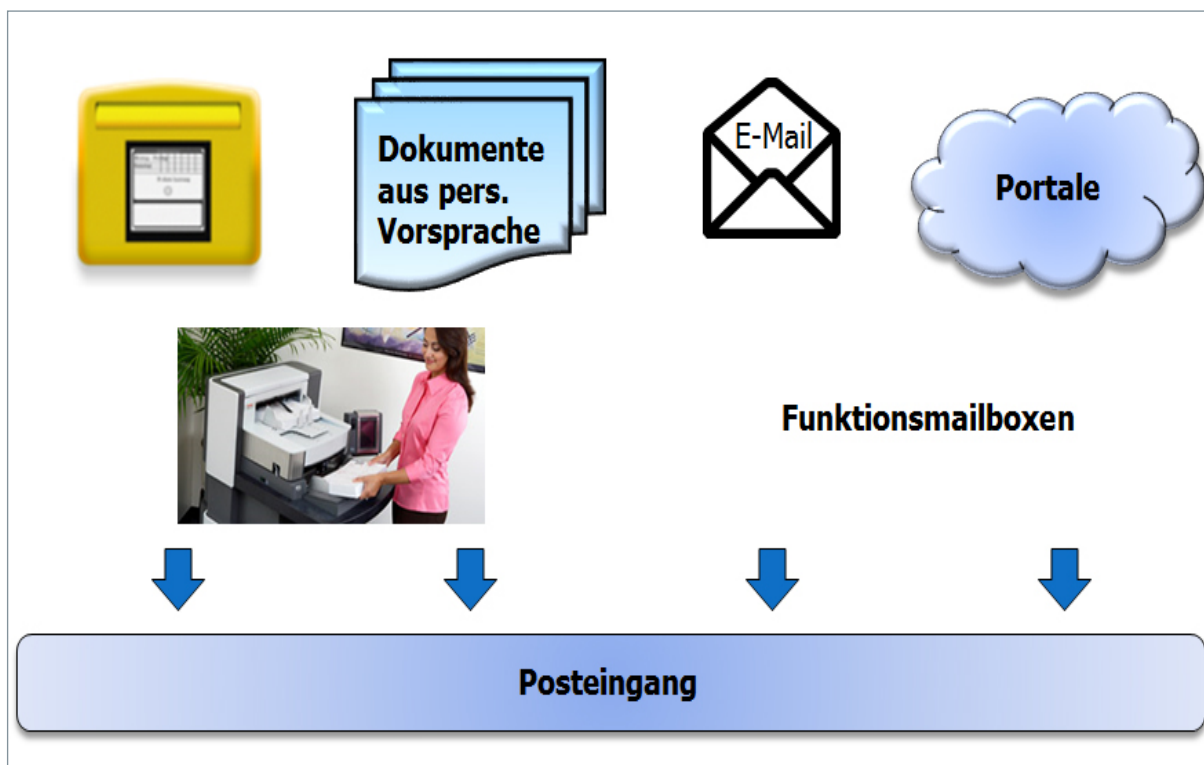 Dokumente
aus pers.
Vorsprache
E-Mail
Portale
Funktionsmailboxen
Posteingang